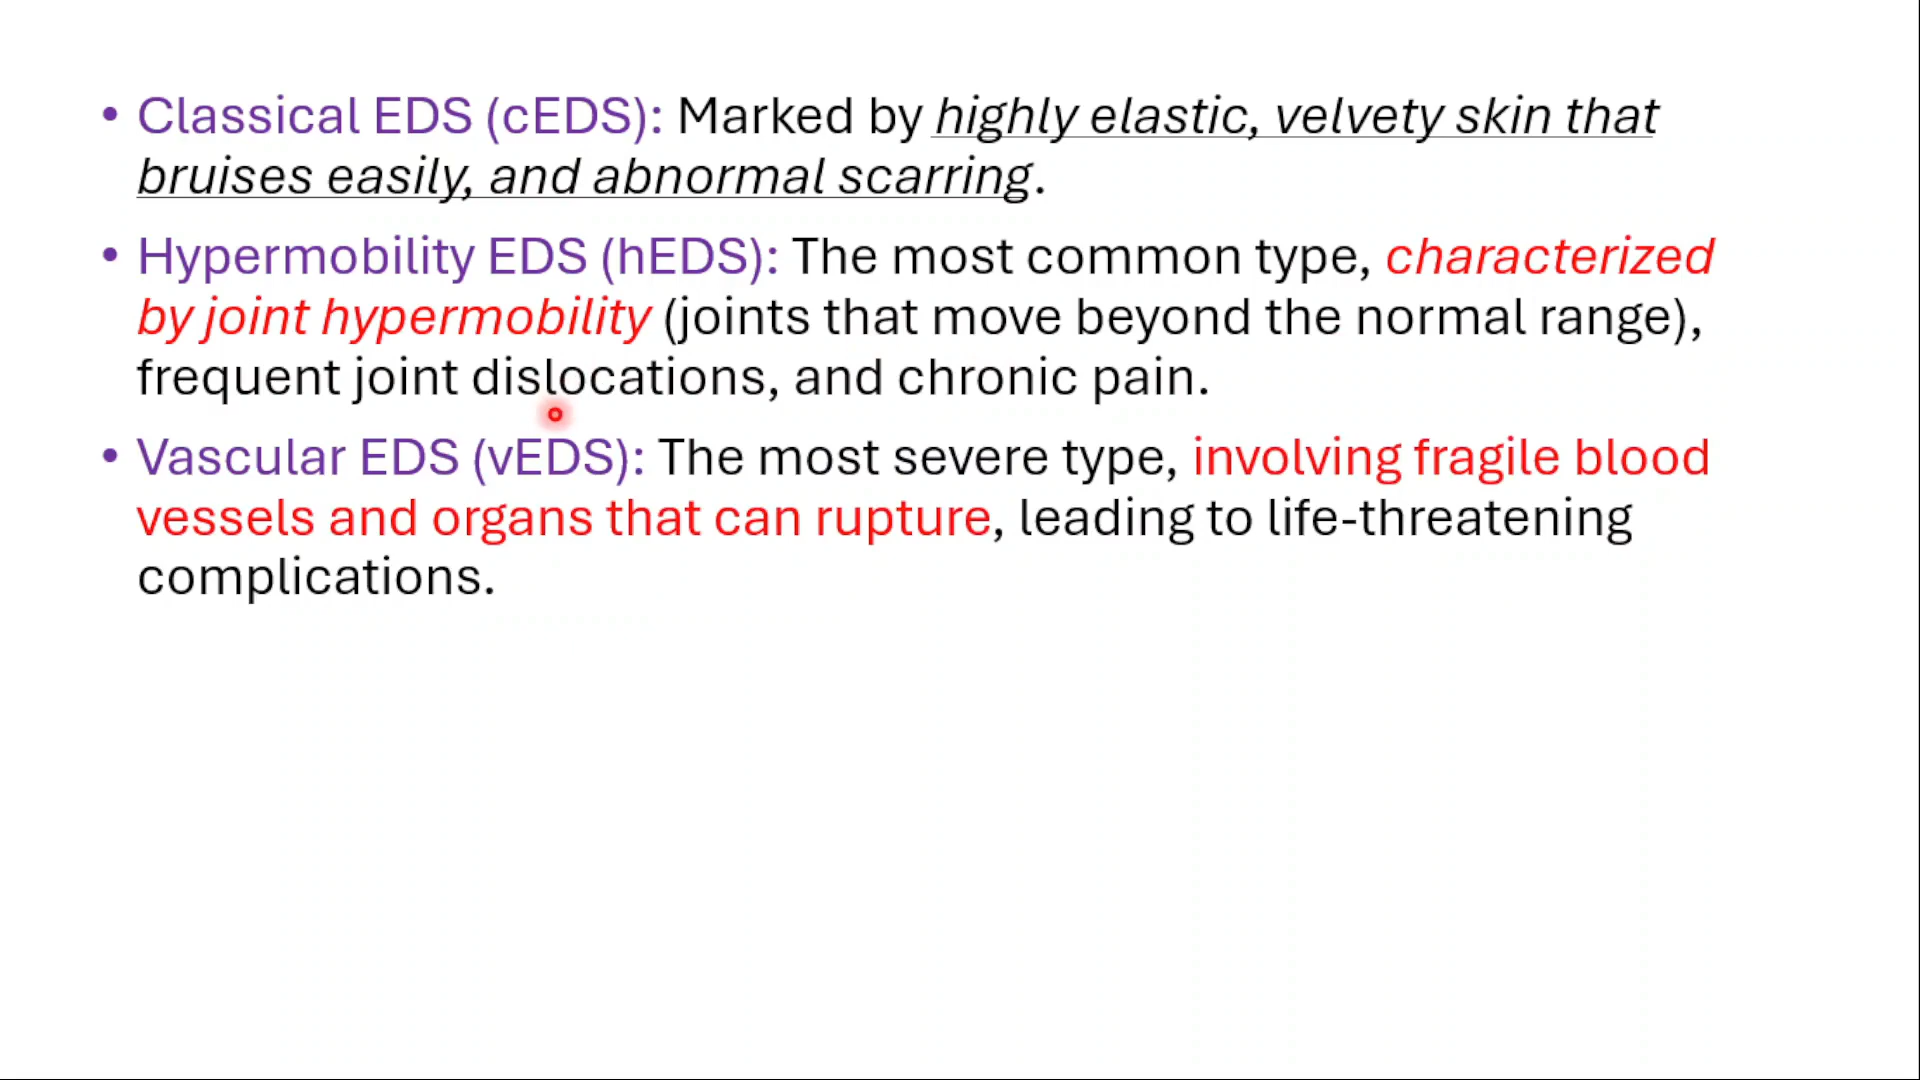 • Classical EDS (cEDS): Marked by highly elastic, velvety skin that
bruises easily, and abnormal scarring.
• Hypermobility EDS (hEDS): The most common type, characterized
by joint hypermobility (joints that move beyond the normal range),
frequent joint dislocations, and chronic pain.
• Vascular EDS (vEDS): The most severe type, involving fragile blood
vessels and organs that can rupture, leading to life-threatening
complications.